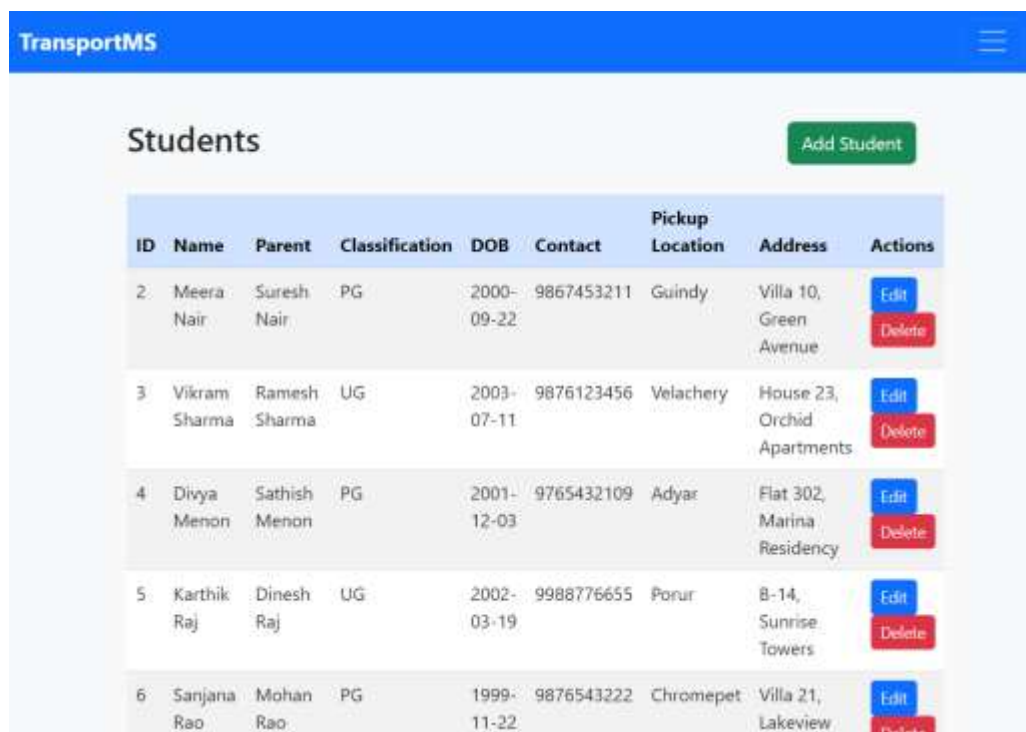 TransportMS
Students
Add Student
ID Name Parent Classification DOB Contact Pickup Location Address Actions
2 Meera Nair Suresh Nair PG 2000-09-22 9867453211 Guindy Villa 10, Green Avenue Edit Delete
3 Vikram Sharma Ramesh Sharma UG 2003-07-11 9876123456 Velachery House 23, Orchid Apartments Edit Delete
4 Divya Menon Sathish Menon PG 2001-12-03 9765432109 Adyar Flat 302, Marina Residency Edit Delete
5 Karthik Raj Dinesh Raj UG 2002-03-19 9988776655 Porur B-14, Sunrise Towers Edit Delete
6 Sanjana Rao Mohan Rao PG 1999-11-22 9876543222 Chromepet Villa 21, Lakeview Edit Delete